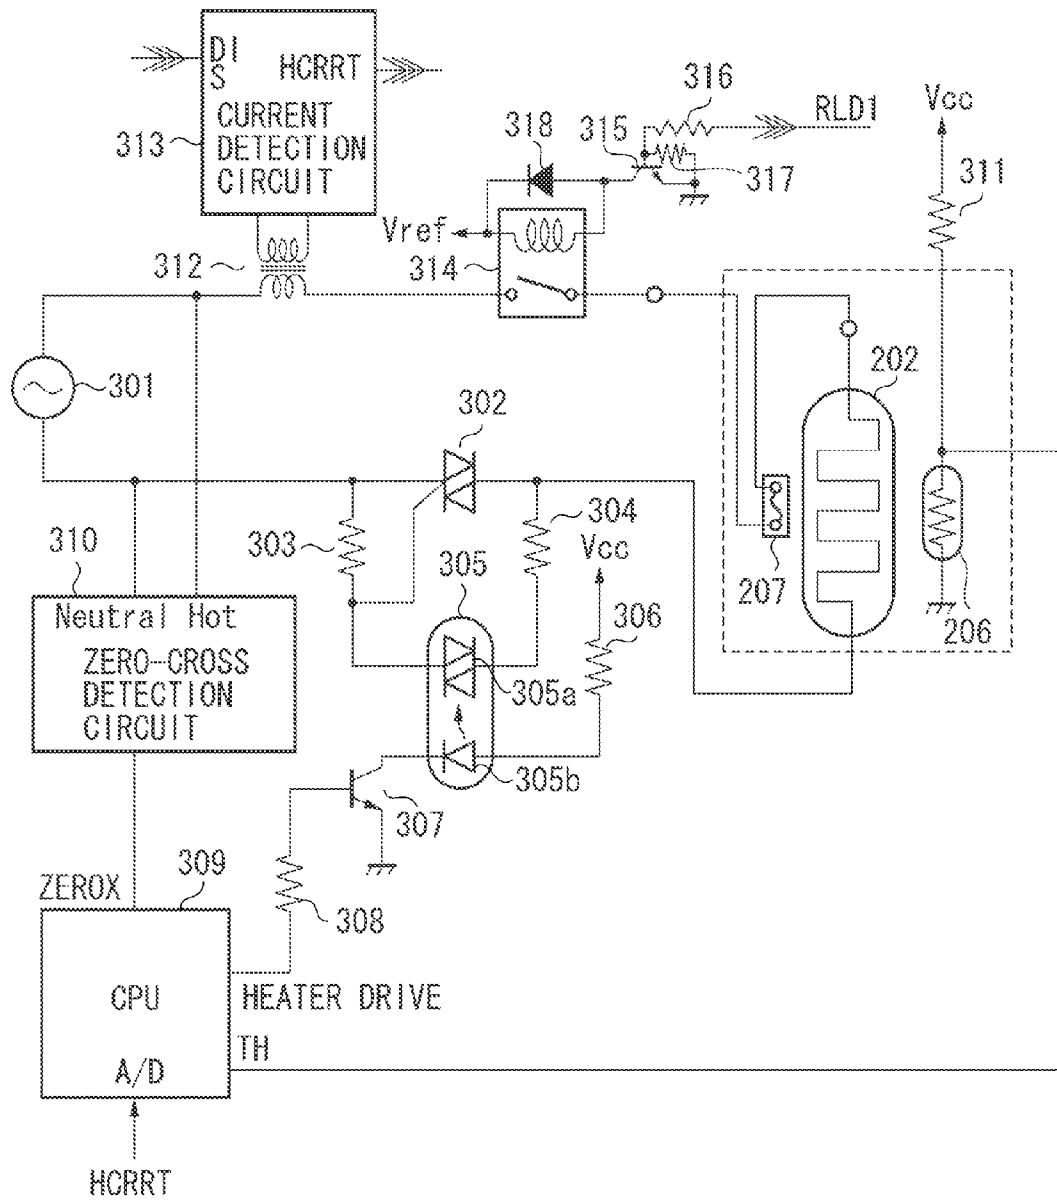 DI
S
HCRRT
CURRENT
DETECTION
CIRCUIT
313
312
318
315
316
RLD1
317
Vref
314
Vcc
311
301
302
202
303
304
Vcc
305
306
207
206
310
Neutral Hot
ZERO-CROSS
DETECTION
CIRCUIT
305a
305b
307
ZEROX
309
308
CPU
HEATER DRIVE
TH
A/D
HCRRT